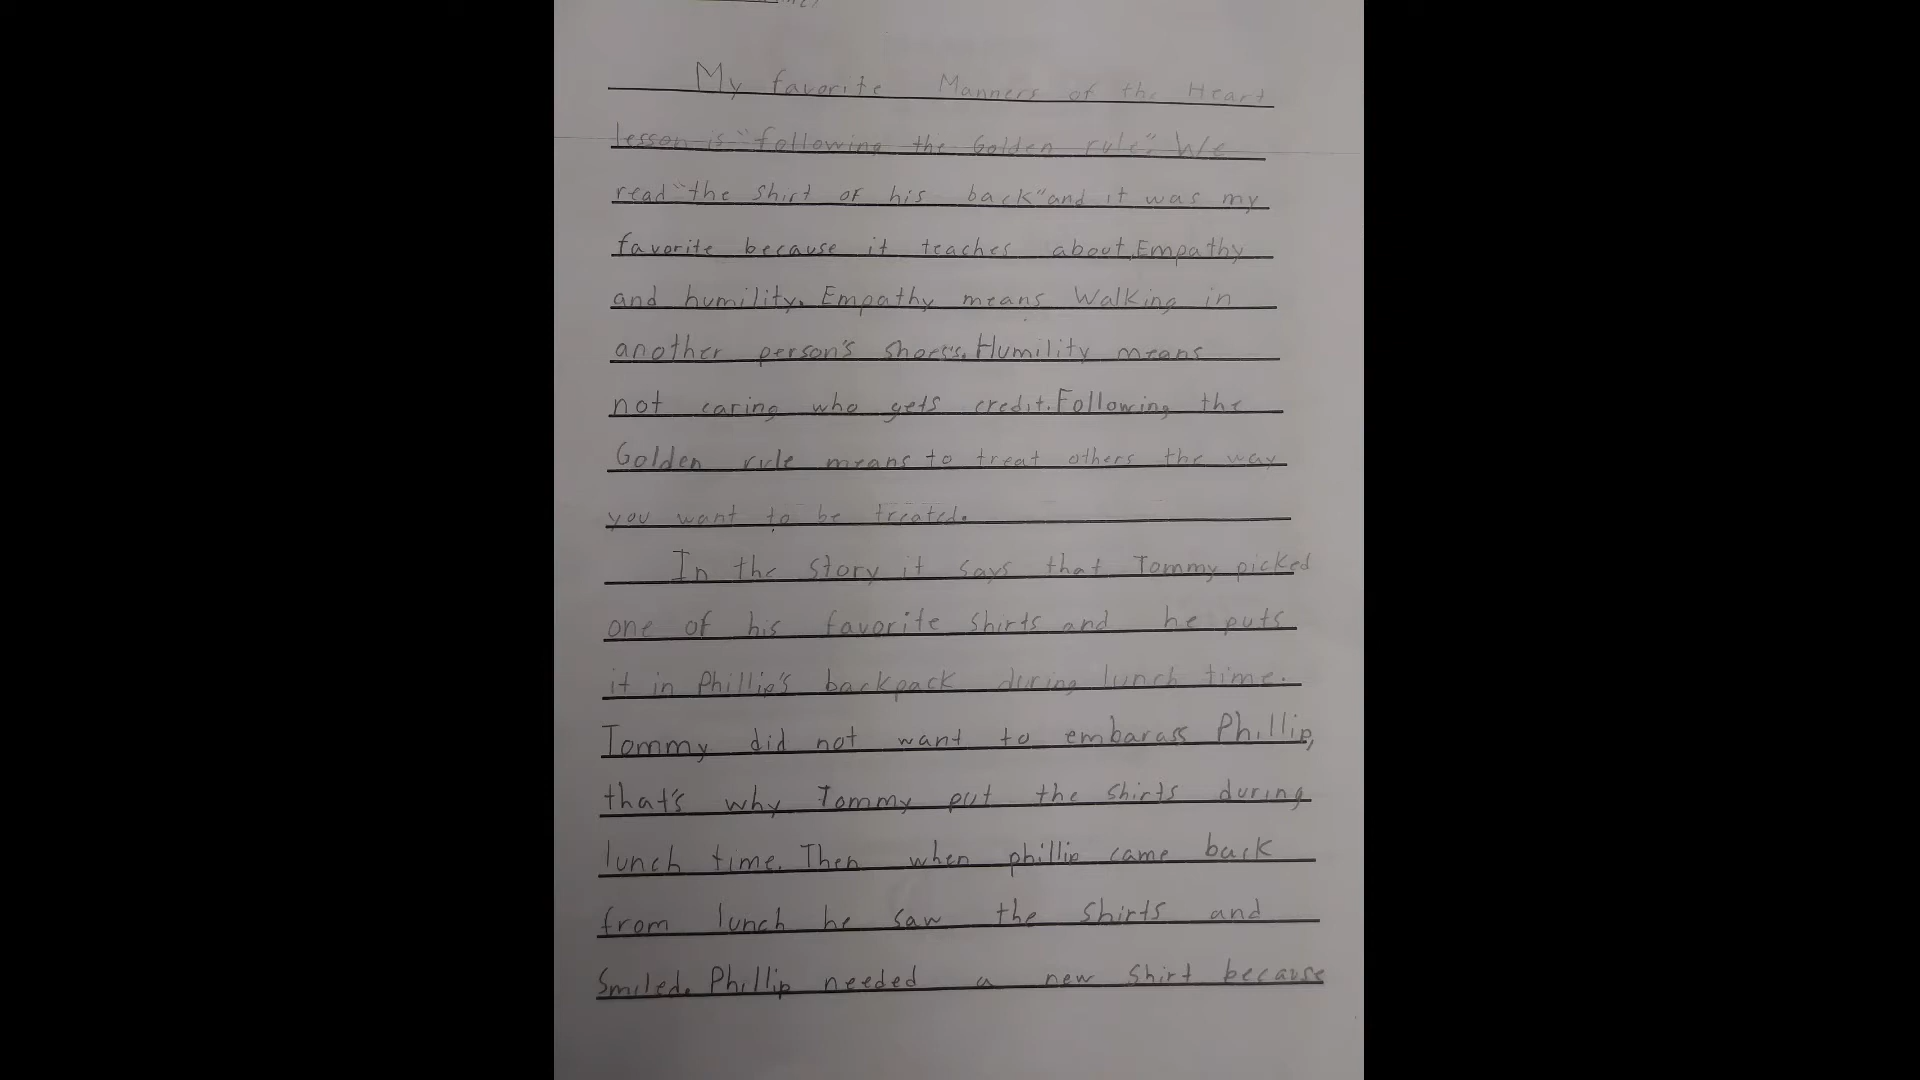 My favorite Manners of the Heart
lesson is "following the Golden rule". We
read "the shirt of his back" and it was my
favorite because it teaches about Empathy
and humility. Empathy means Walking in
another person's shoes's. Humility means
not caring who gets credit. Following the
Golden rule means to treat others the way
you want to be treated.
In the story it says that Tommy picked
one of his favorite shirts and he puts
it in Phillip's backpack during lunch time.
Tommy did not want to embarass Phillip,
that's why Tommy put the shirts during
lunch time. Then when phillip came back
from lunch he saw the shirts and
Smiled. Phillip needed a new shirt because